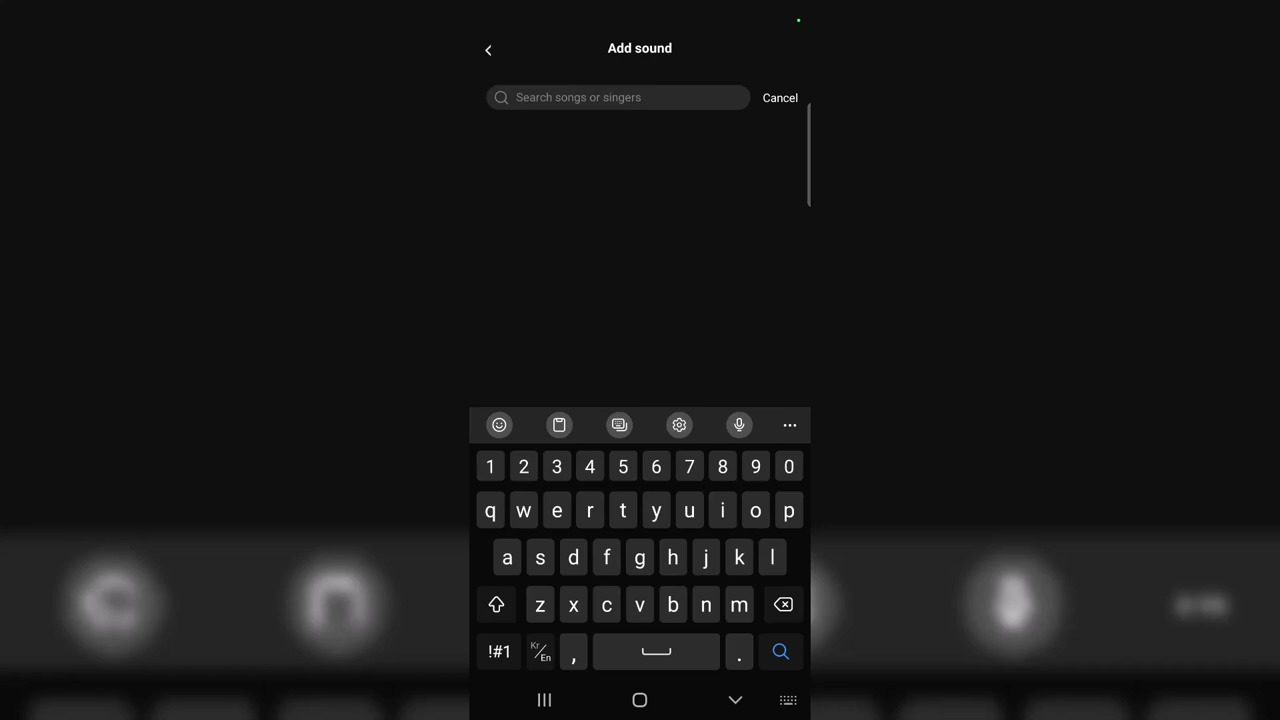 Add sound
Search songs or singers Cancel
1 2 3 4 5 6 7 8 9 0
q w e r t y u i o p
a s d f g h j k l
z x c v b n m
!#1 Kr/En , .